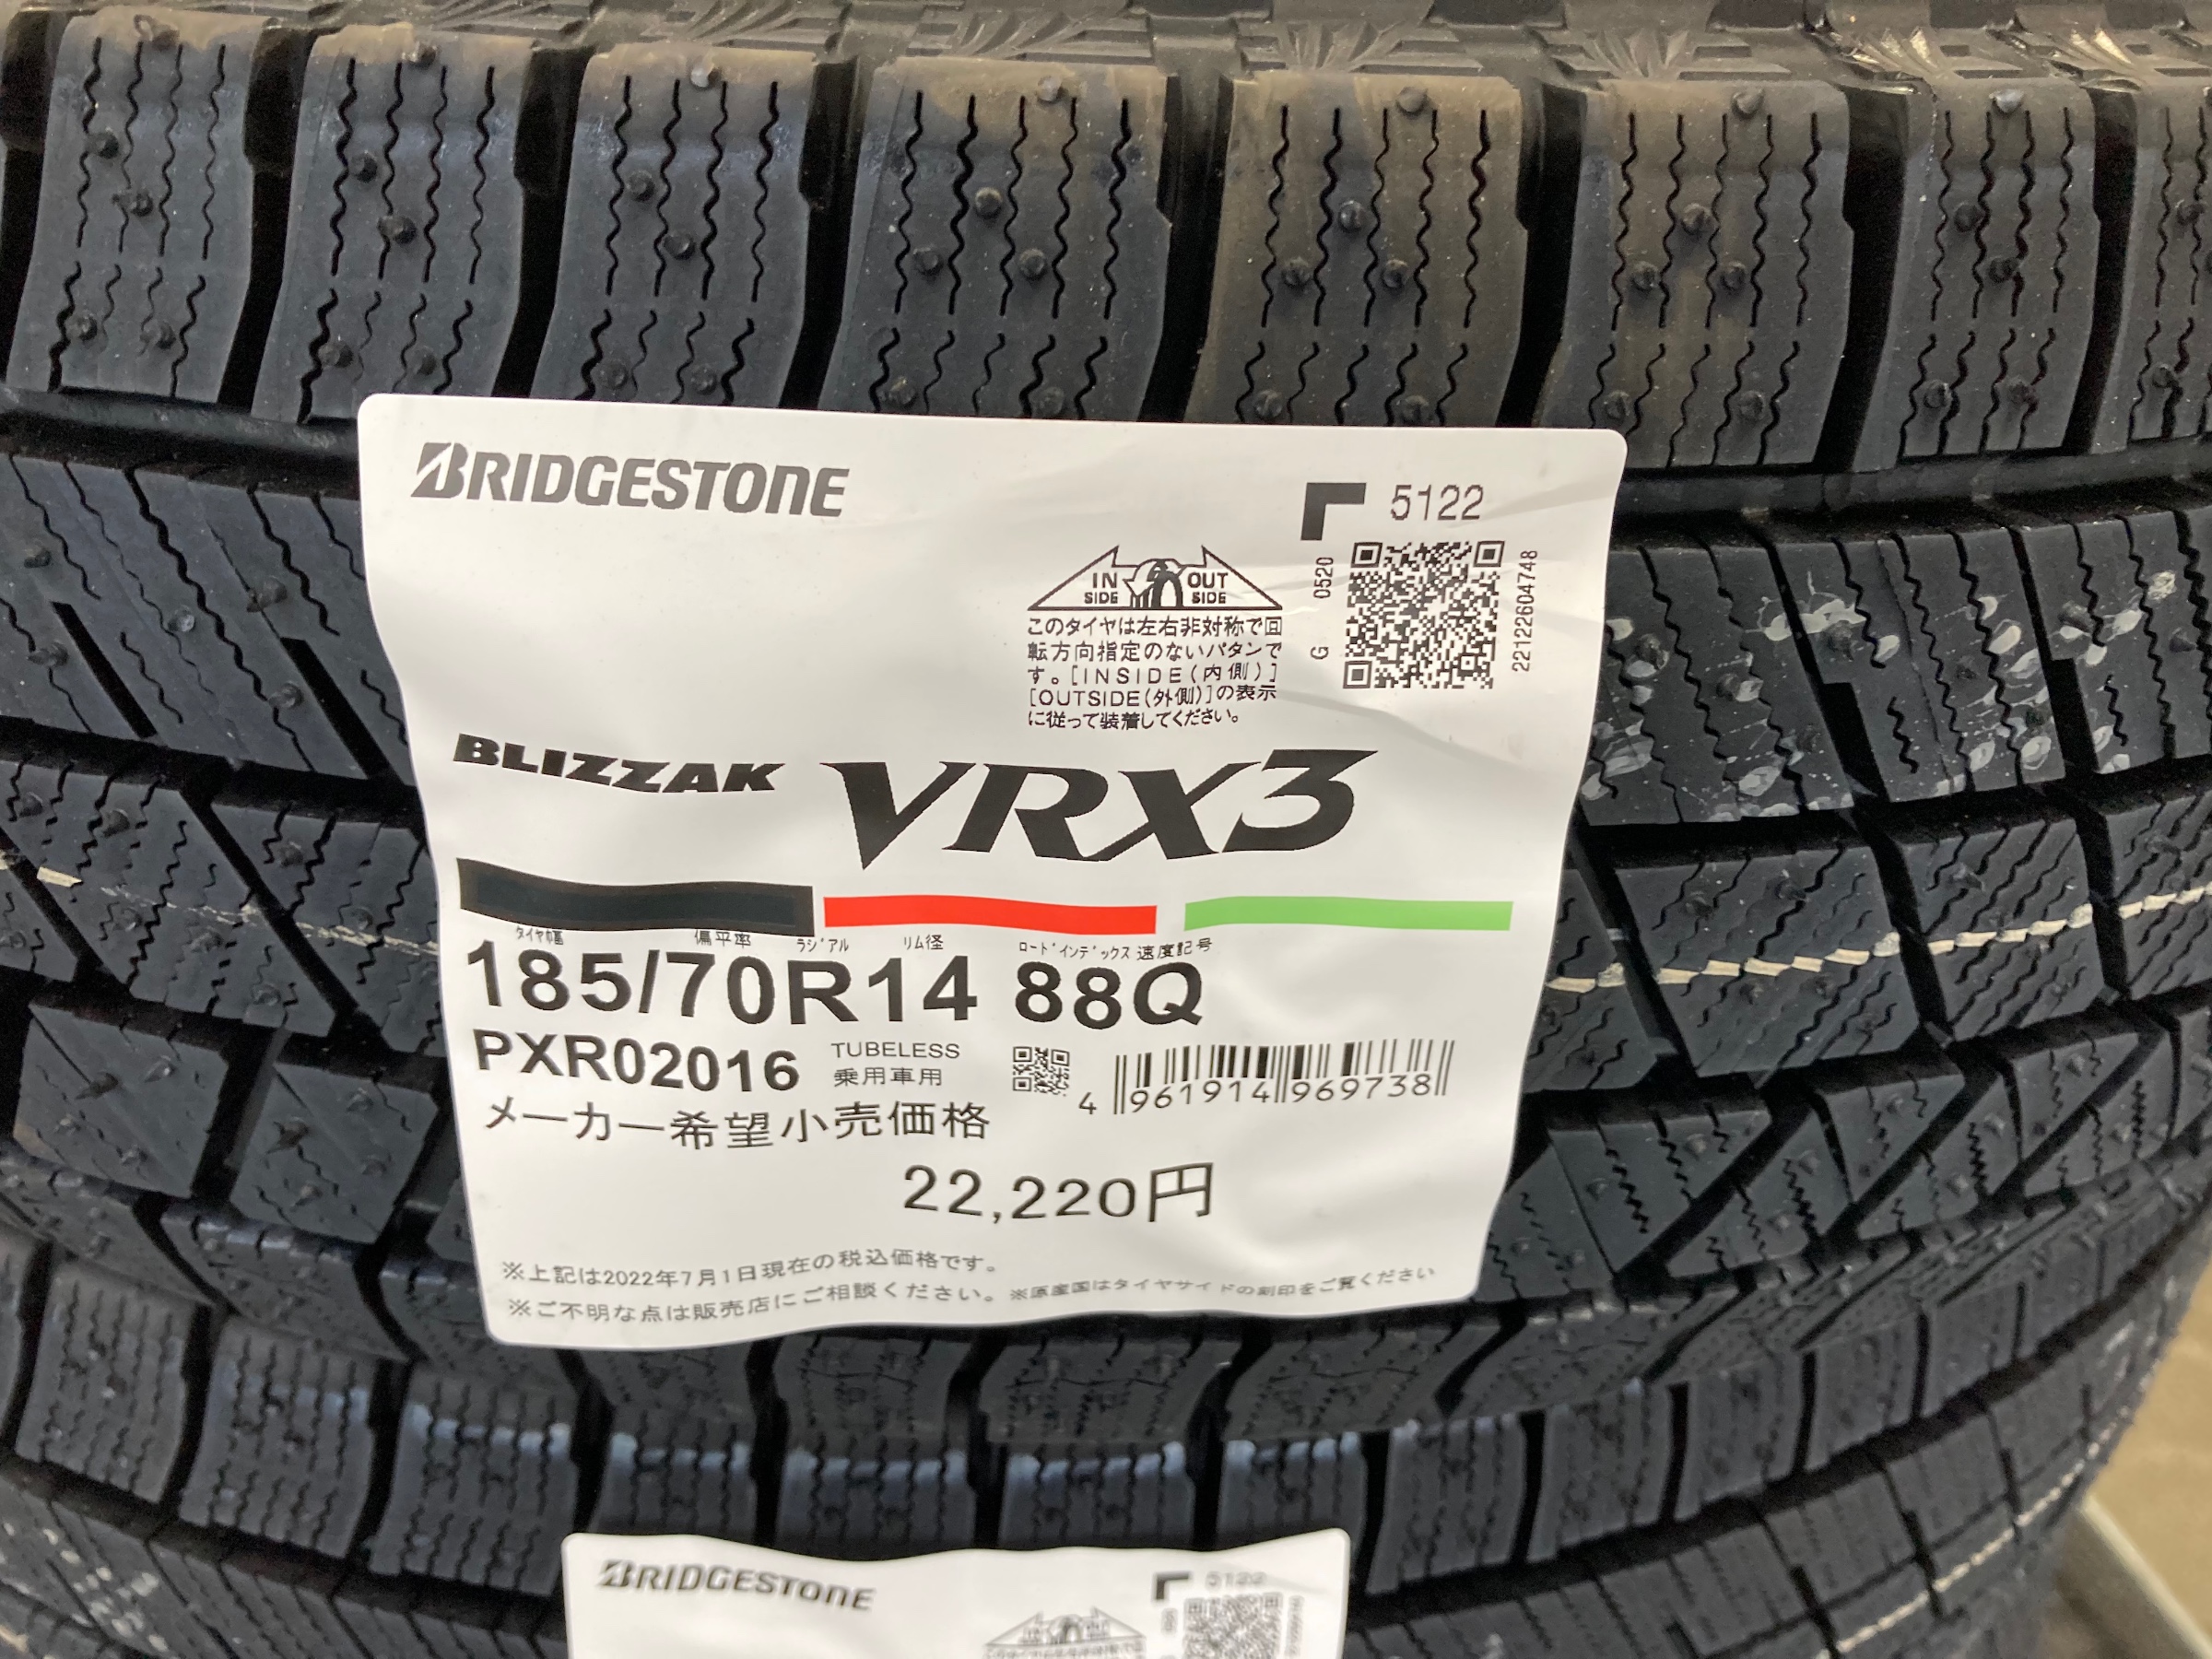 BRIDGESTONE
5122
IN SIDE OUT SIDE
G 0520
22122604748
このタイヤは左右非対称で回
転方向指定のないパタンで
す。[INSIDE(内側)]
[OUTSIDE(外側)]の表示
に従って装着してください。
BLIZZAK VRX3
タイヤ巾 偏平率 ラジアル リム径 ロードインデックス 速度記号
185/70R14 88Q
PXR02016 TUBELESS
乗用車用
4 961914 969738
メーカー希望小売価格
22,220円
※上記は2022年7月1日現在の税込価格です。
※ご不明な点は販売店にご相談ください。※原産国はタイヤサイドの刻印をご覧ください
BRIDGESTONE
5122